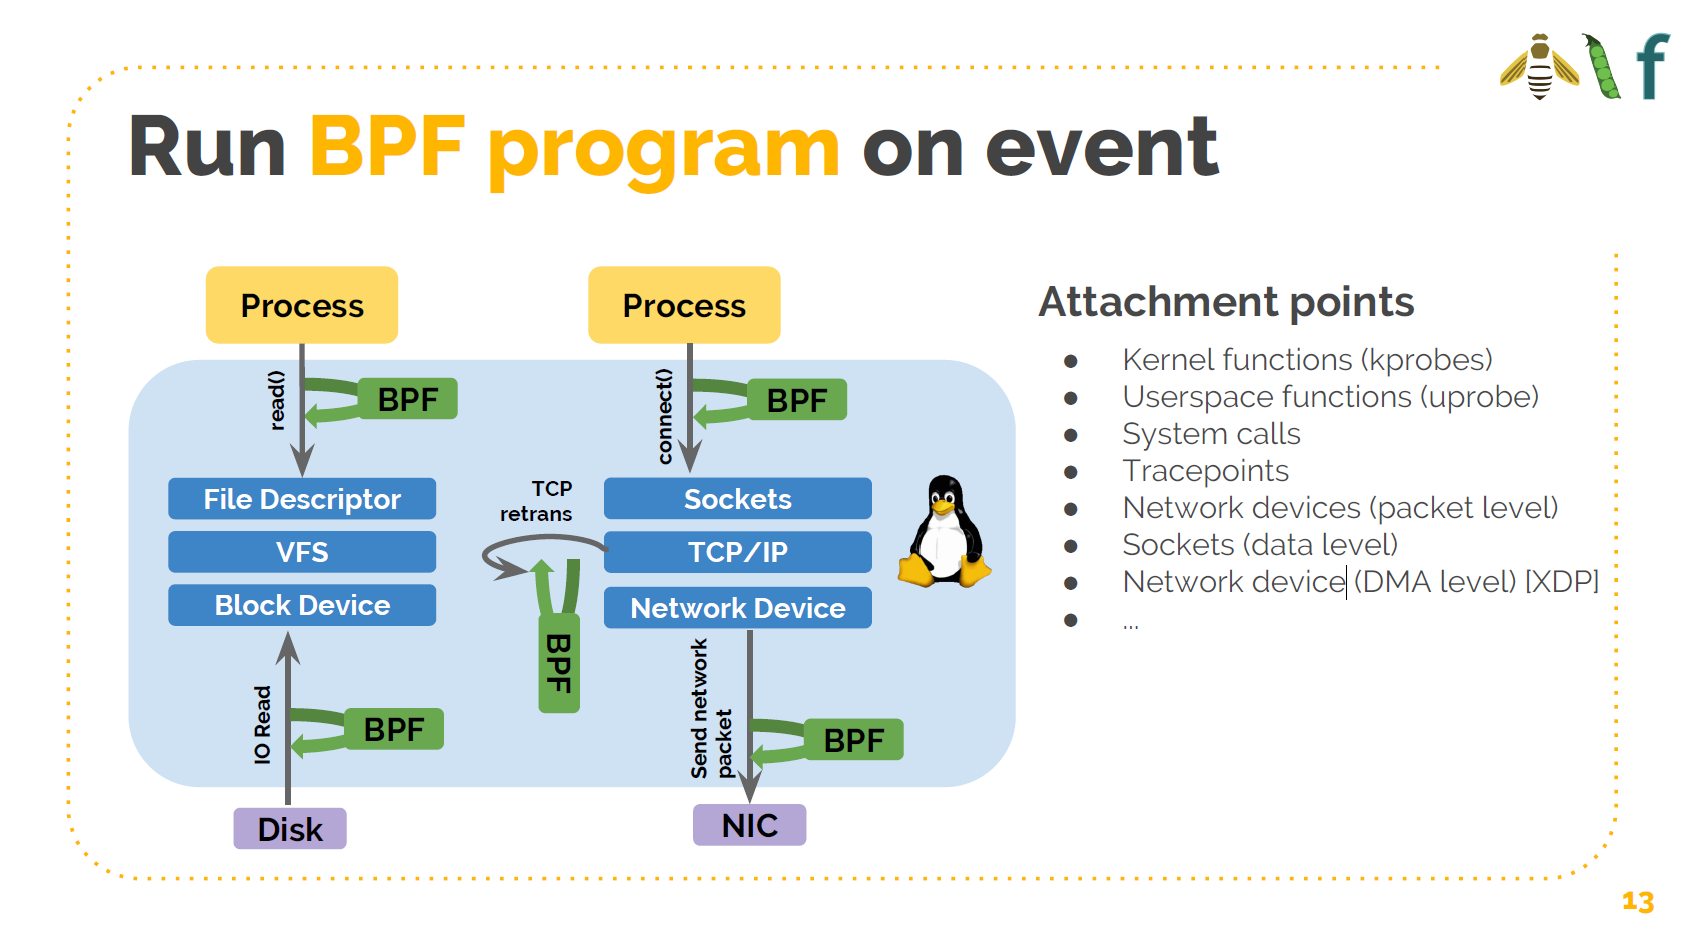 f
Run BPF program on event
Process
Process
read()
BPF
connect()
BPF
File Descriptor
VFS
Block Device
TCP
retrans
Sockets
TCP/IP
Network Device
BPF
IO Read
BPF
Send network
packet
BPF
Disk
NIC
Attachment points
● Kernel functions (kprobes)
● Userspace functions (uprobe)
● System calls
● Tracepoints
● Network devices (packet level)
● Sockets (data level)
● Network device (DMA level) [XDP]
● ...
13